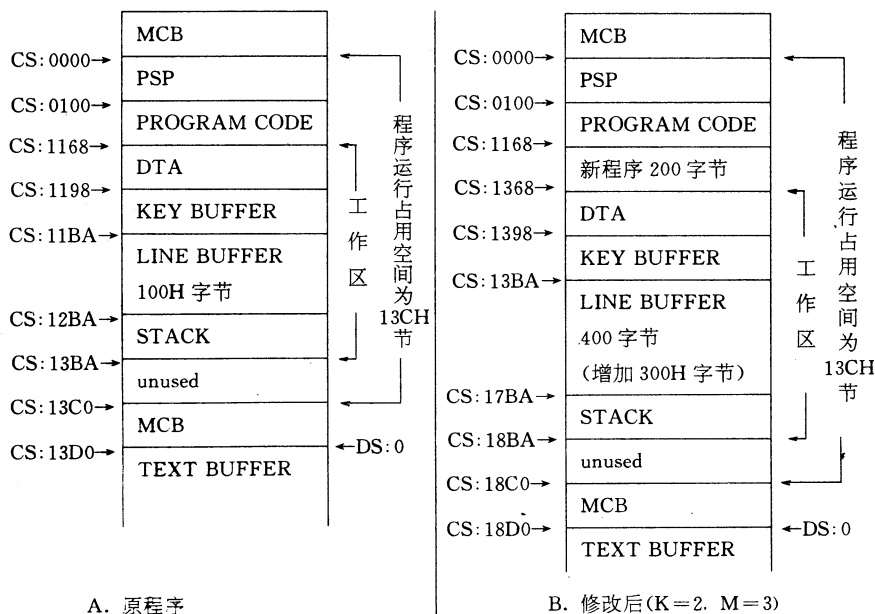 MCB
CS:0000→
PSP
CS:0100→
PROGRAM CODE
CS:1168→
DTA
CS:1198→
KEY BUFFER
CS:11BA→
LINE BUFFER
100H 字节
CS:12BA→
STACK
CS:13BA→
unused
CS:13C0→
MCB
CS:13D0→
←DS:0
TEXT BUFFER
工作区
程序运行占用空间为13CH节
A. 原程序
MCB
CS:0000→
PSP
CS:0100→
PROGRAM CODE
CS:1168→
新程序 200 字节
CS:1368→
DTA
CS:1398→
KEY BUFFER
CS:13BA→
LINE BUFFER
400 字节
(增加 300H 字节)
CS:17BA→
STACK
CS:18BA→
unused
CS:18C0→
MCB
CS:18D0→
←DS:0
TEXT BUFFER
工作区
程序运行占用空间为13CH节
B. 修改后(K=2, M=3)